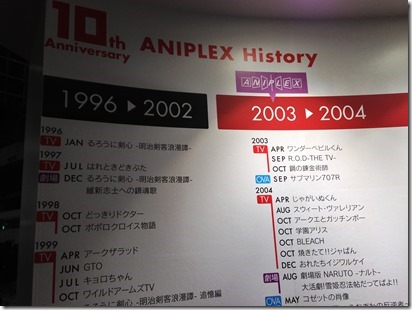 10th
Anniversary
ANIPLEX History
ANIPLEX
1996 ▶ 2002
1996
TV JAN るろうに剣心 -明治剣客浪漫譚-
1997
TV JUL はれときどきぶた
劇場 DEC るろうに剣心 -明治剣客浪漫譚-
維新志士への鎮魂歌
1998
TV OCT どっきりドクター
OCT ポポロクロイス物語
1999
TV APR アークザラッド
JUN GTO
JUL キョロちゃん
OCT ワイルドアームズTV
るろうに剣心 -明治剣客浪漫譚- 追憶編
2003 ▶ 2004
2003
TV APR ワンダーベビルくん
SEP R.O.D-THE TV-
OCT 鋼の錬金術師
OVA SEP サブマリン707R
2004
TV APR じゃがいぬくん
AUG スウィート・ヴァレリアン
OCT アークエとガッチンポー
OCT 学園アリス
OCT BLEACH
OCT 焼きたて!!ジャぱん
DEC おれたちイジワルケイ
劇場 AUG 劇場版 NARUTO -ナルト-
大活劇!雪姫忍法帖だってばよ!!
OVA MAY コゼットの肖像